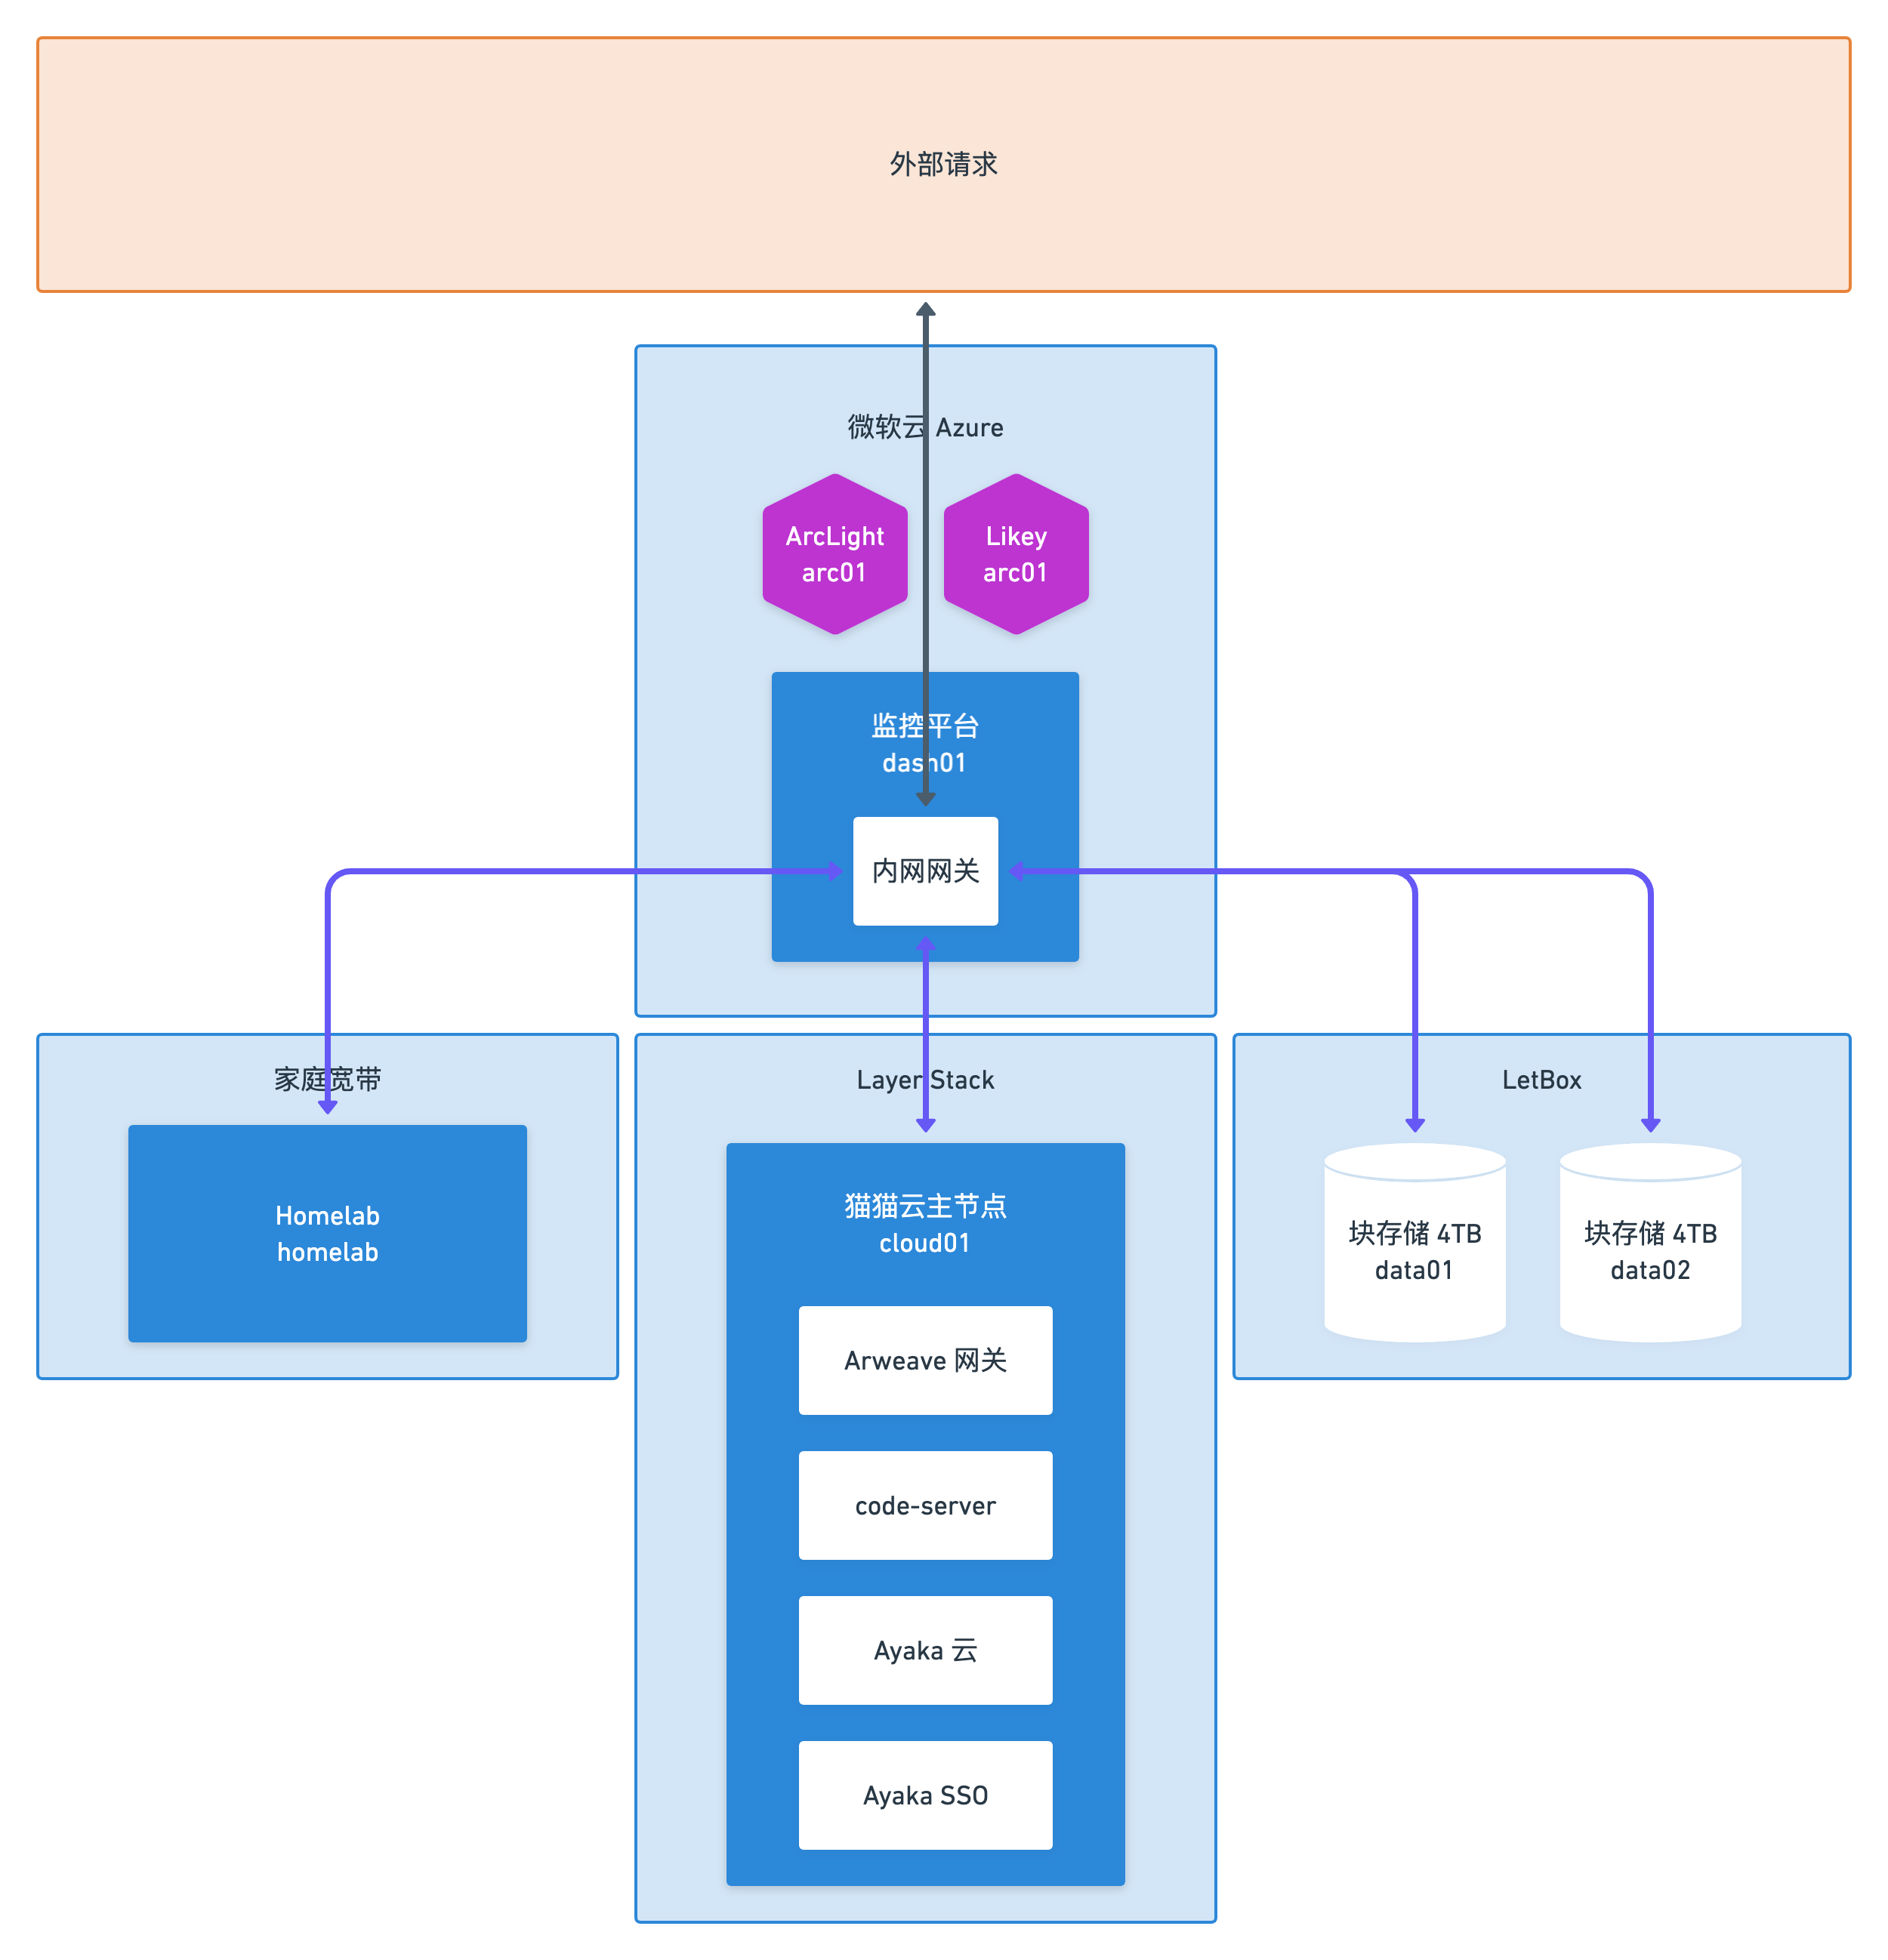 外部请求
微软云 Azure
ArcLight
arc01
Likey
arc01
监控平台
dash01
内网网关
家庭宽带
Homelab
homelab
Layer Stack
猫猫云主节点
cloud01
Arweave 网关
code-server
Ayaka 云
Ayaka SSO
LetBox
块存储 4TB
data01
块存储 4TB
data02